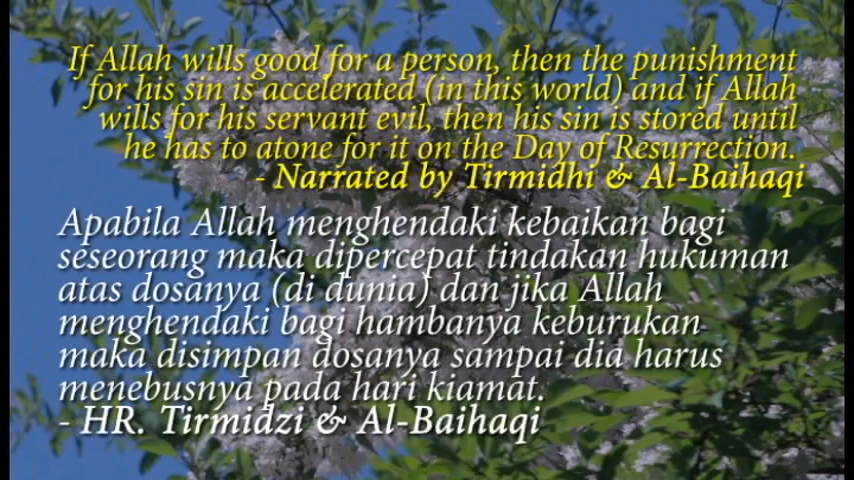 If Allah wills good for a person, then the punishment
for his sin is accelerated (in this world) and if Allah
wills for his servant evil, then his sin is stored until
he has to atone for it on the Day of Resurrection.
- Narrated by Tirmidhi & Al-Baihaqi
Apabila Allah menghendaki kebaikan bagi
seseorang maka dipercepat tindakan hukuman
atas dosanya (di dunia) dan jika Allah
menghendaki bagi hambanya keburukan
maka disimpan dosanya sampai dia harus
menebusnya pada hari kiamat.
- HR. Tirmidzi & Al-Baihaqi